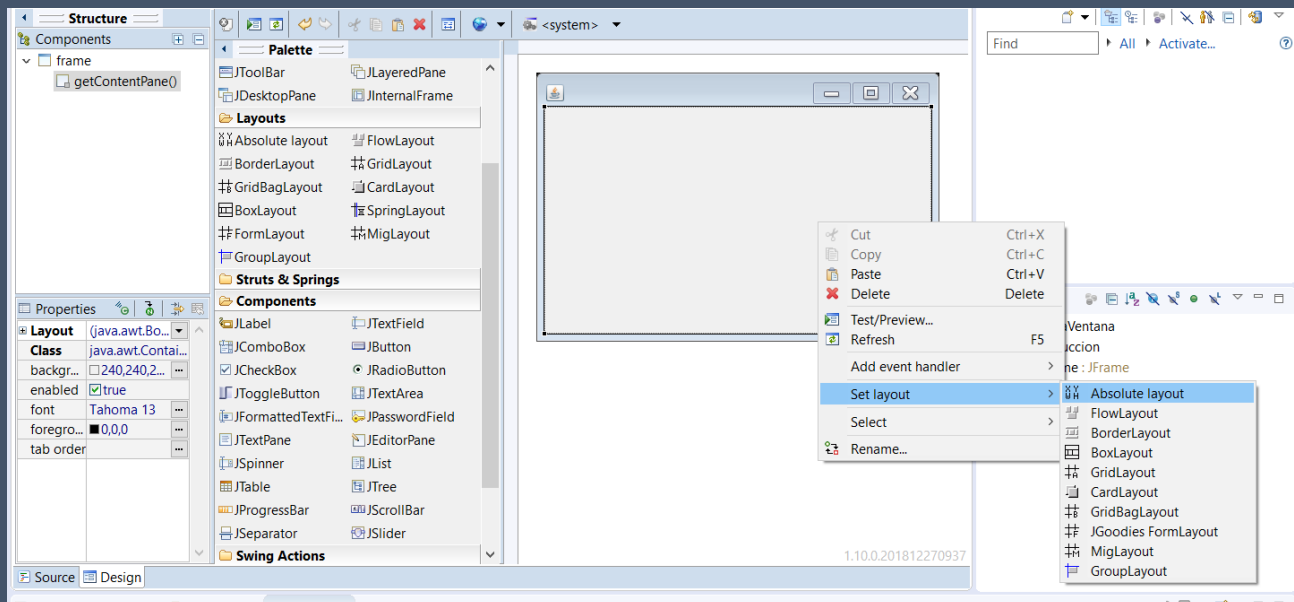 Structure
Components
frame
getContentPane()
Properties
Layout (java.awt.Bo...
Class java.awt.Contai...
backgr... 240,240,2...
enabled true
font Tahoma 13
foregro... 0,0,0
tab order
Source Design
<system>
Palette
JToolBar JLayeredPane
JDesktopPane JInternalFrame
Layouts
Absolute layout FlowLayout
BorderLayout GridLayout
GridBagLayout CardLayout
BoxLayout SpringLayout
FormLayout MigLayout
GroupLayout
Struts & Springs
Components
JLabel JTextField
JComboBox JButton
JCheckBox JRadioButton
JToggleButton JTextArea
JFormattedTextFi... JPasswordField
JTextPane JEditorPane
JSpinner JList
JTable JTree
JProgressBar JScrollBar
JSeparator JSlider
Swing Actions
Cut Ctrl+X
Copy Ctrl+C
Paste Ctrl+V
Delete Delete
Test/Preview...
Refresh F5
Add event handler
Set layout
Select
Rename...
Absolute layout
FlowLayout
BorderLayout
BoxLayout
GridLayout
CardLayout
GridBagLayout
JGoodies FormLayout
MigLayout
GroupLayout
1.10.0.201812270937
Find All Activate...
Ventana
uccion
ne : JFrame